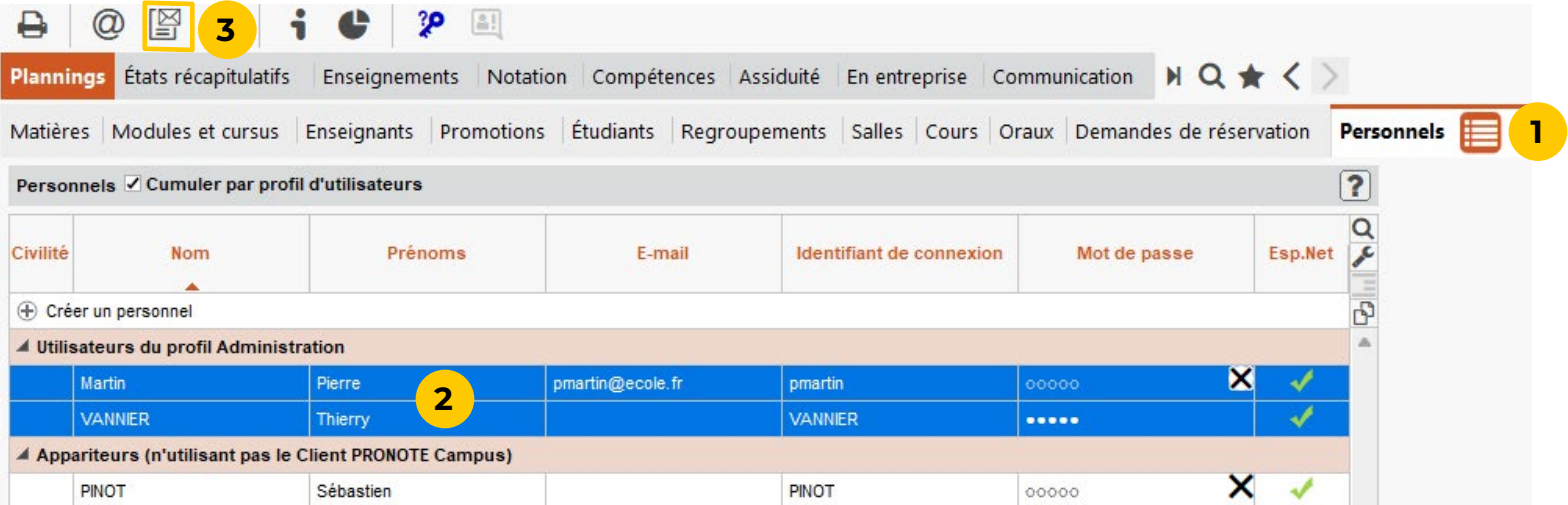 @ 3
Plannings États récapitulatifs Enseignements Notation Compétences Assiduité En entreprise Communication
Matières Modules et cursus Enseignants Promotions Étudiants Regroupements Salles Cours Oraux Demandes de réservation Personnels 1
Personnels Cumuler par profil d'utilisateurs ?
Civilité Nom Prénoms E-mail Identifiant de connexion Mot de passe Esp.Net
Créer un personnel
Utilisateurs du profil Administration
Martin Pierre pmartin@ecole.fr pmartin ooooo
2
VANNIER Thierry VANNIER •••••
Appariteurs (n'utilisant pas le Client PRONOTE Campus)
PINOT Sébastien PINOT ooooo